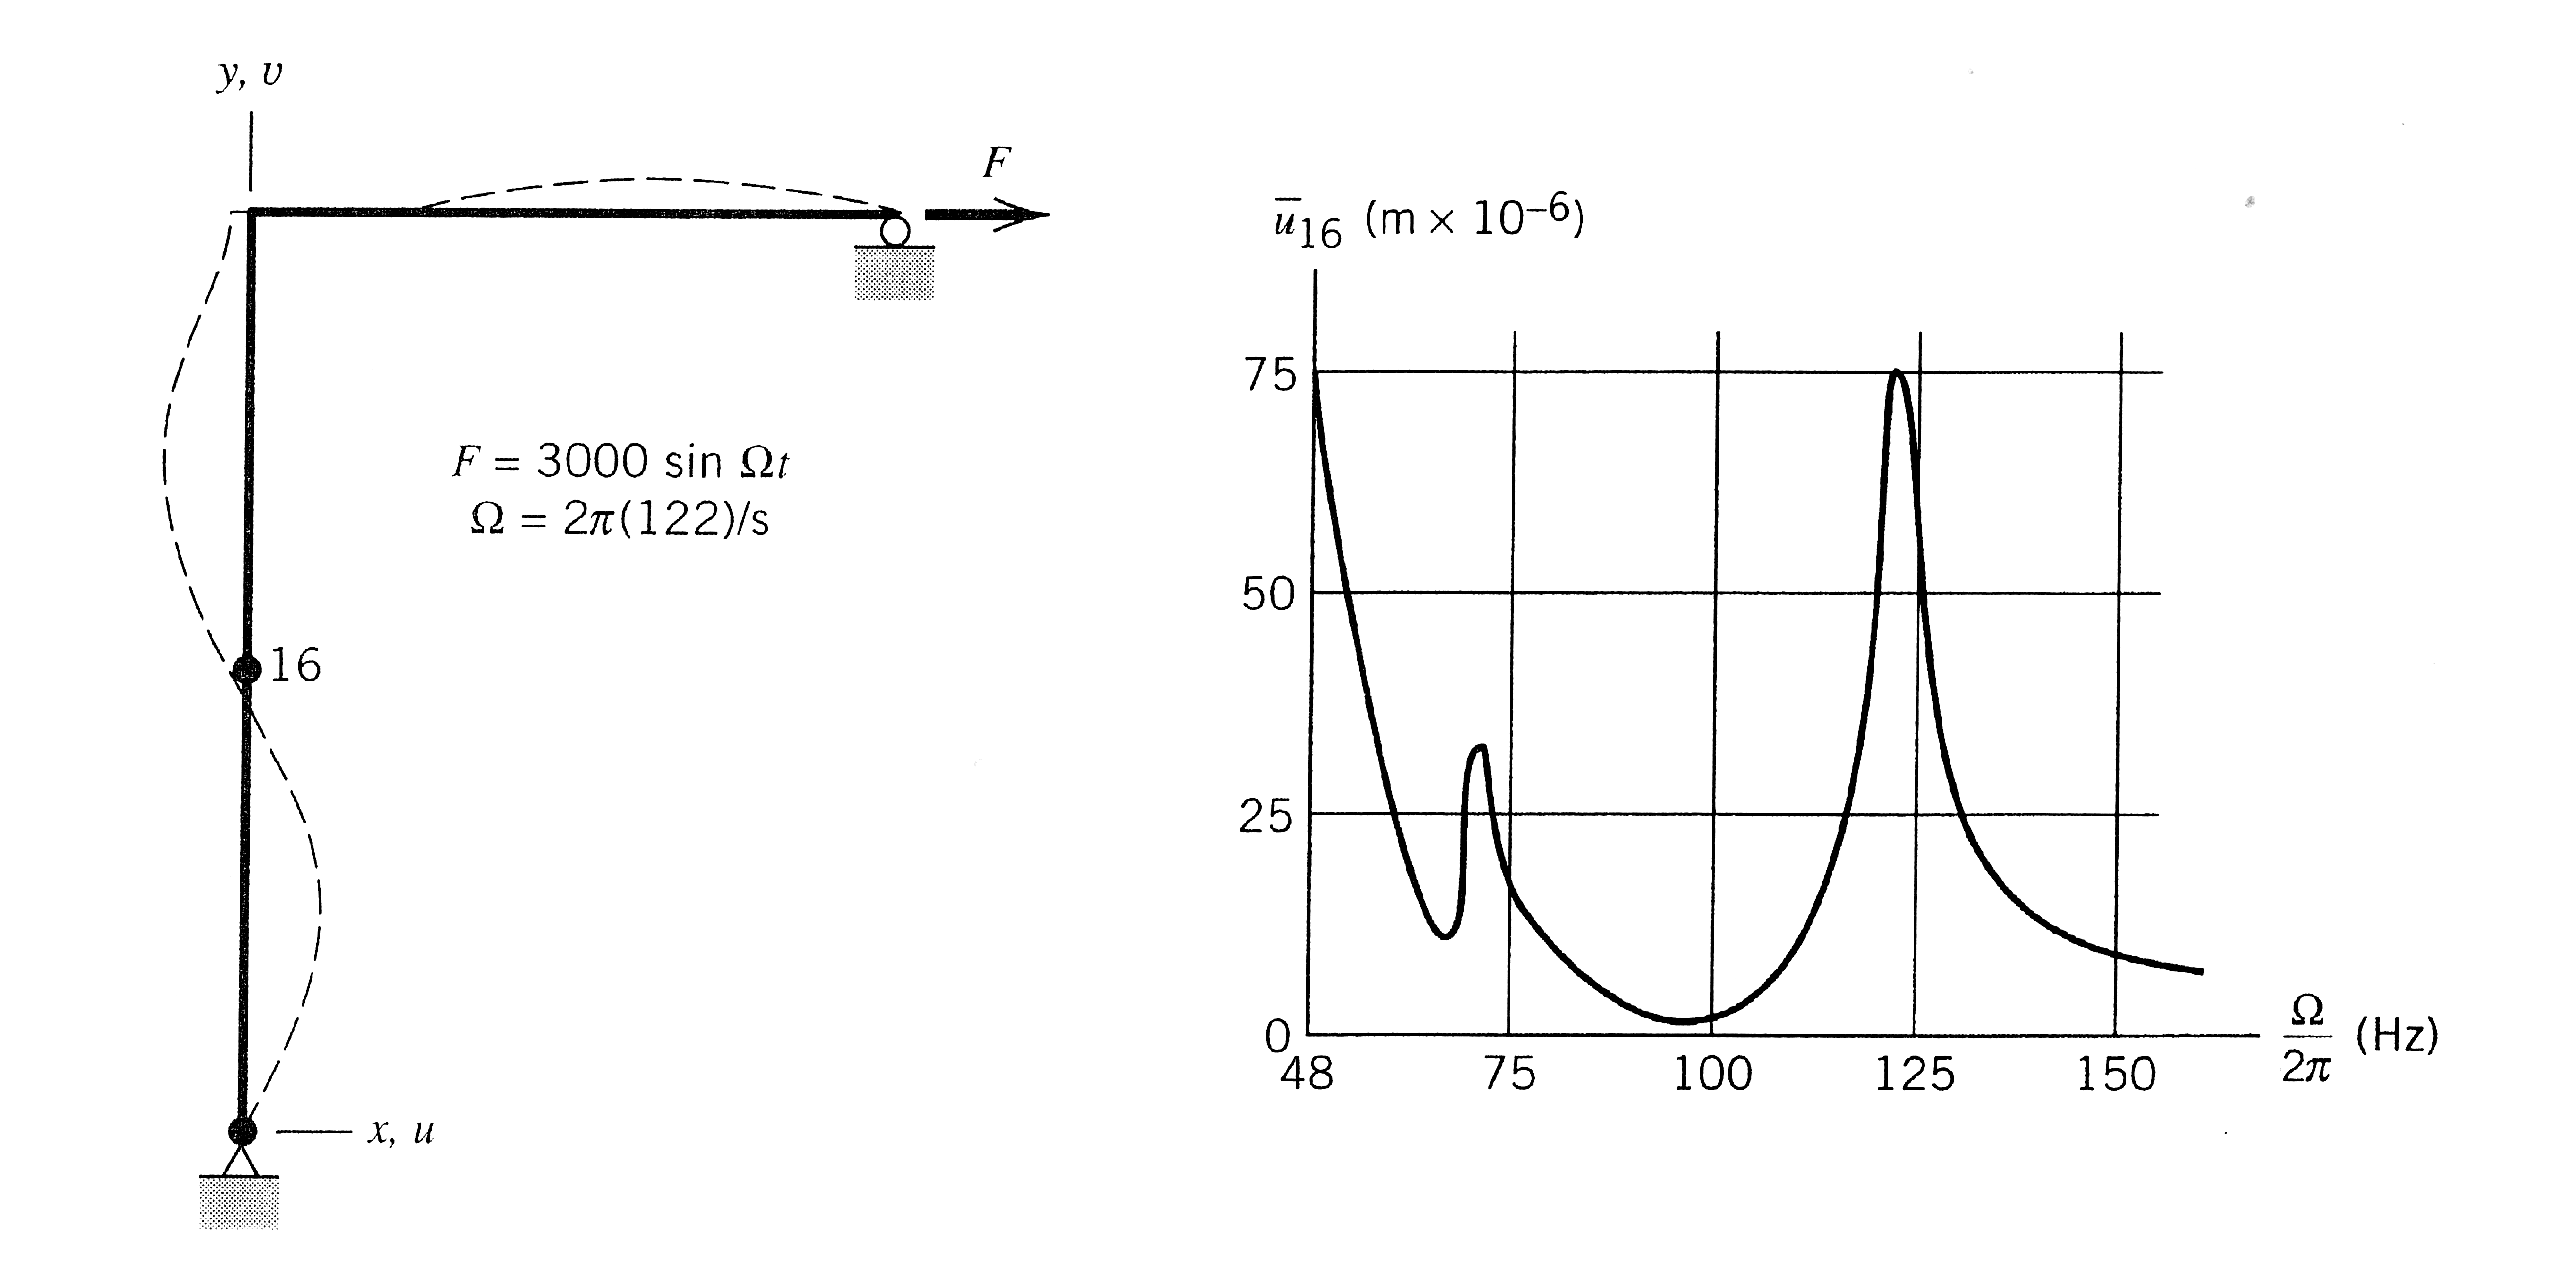 y, υ
F
F = 3000 sin Ωt
Ω = 2π(122)/s
16
x, u
ū₁₆ (m × 10⁻⁶)
75
50
25
0
48 75 100 125 150
Ω/2π (Hz)